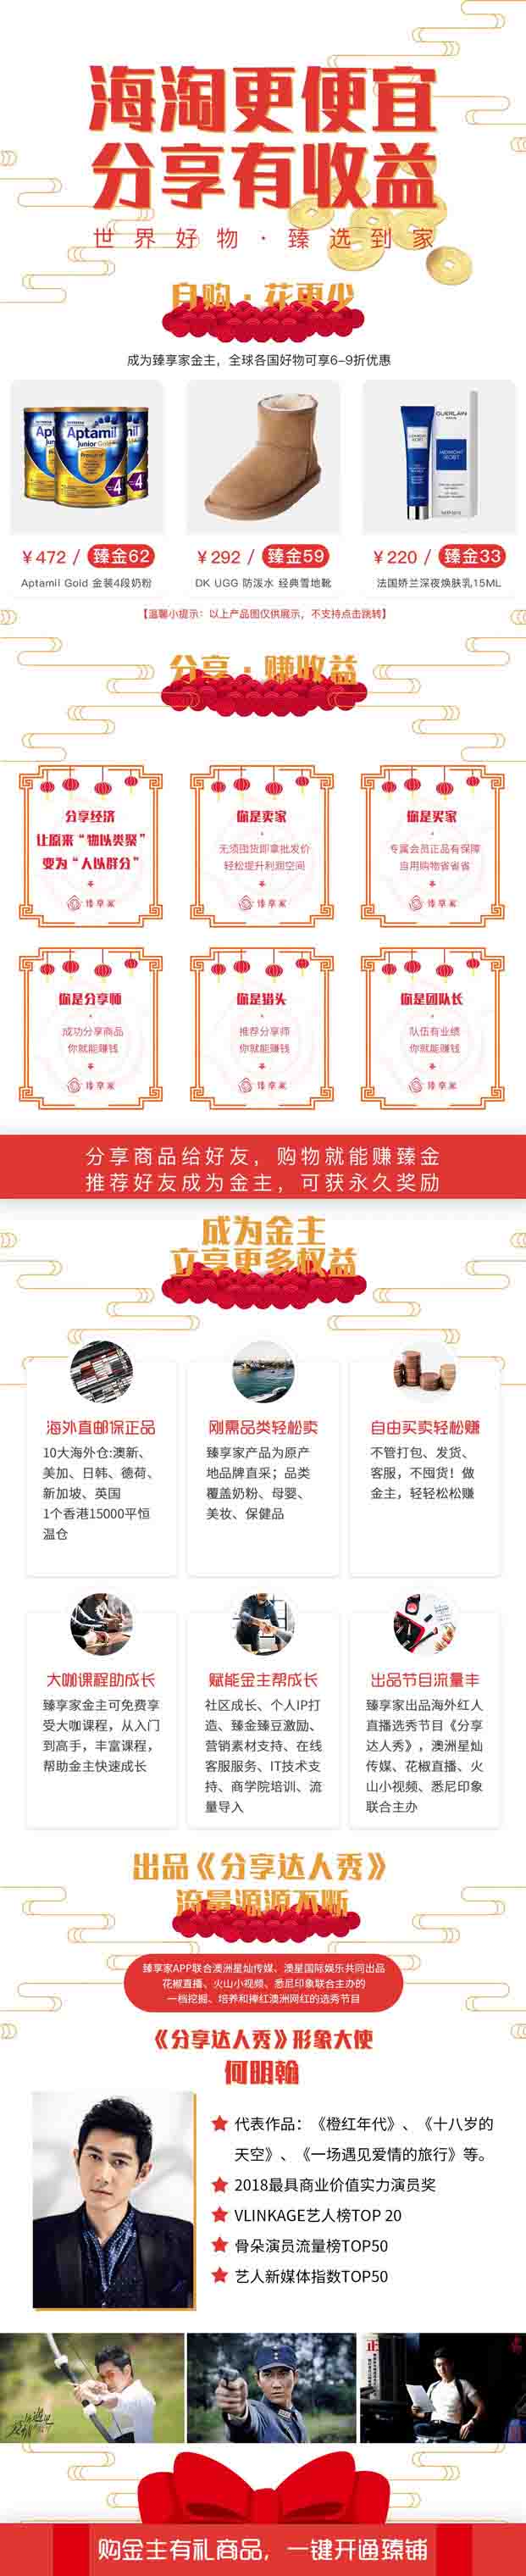 海淘更便宜
分享有收益
世界好物·臻选到家
自购·花更少
成为臻享家金主，全球各国好物可享6-9折优惠
Aptamil
Junior Gold
4
GUERLAIN
MIDNIGHT SECRET
¥472 / 臻金62
¥292 / 臻金59
¥220 / 臻金33
Aptamil Gold 金装4段奶粉
DK UGG 防泼水 经典雪地靴
法国娇兰深夜焕肤乳15ML
【温馨小提示：以上产品图仅供展示，不支持点击跳转】
分享·赚收益
分享经济
让原来“物以类聚”
变为“人以群分”
臻享家
你是卖家
无须囤货即拿批发价
轻松提升利润空间
臻享家
你是买家
专属会员正品有保障
自用购物省省省
臻享家
你是分享师
成功分享商品
你就能赚钱
臻享家
你是猎头
推荐分享师
你就能赚钱
臻享家
你是团队长
队伍有业绩
你就能赚钱
臻享家
分享商品给好友，购物就能赚臻金
推荐好友成为金主，可获永久奖励
成为金主
立享更多权益
海外直邮保正品
10大海外仓:澳新、
美加、日韩、德荷、
新加坡、英国
1个香港15000平恒
温仓
刚需品类轻松卖
臻享家产品为原产
地品牌直采；品类
覆盖奶粉、母婴、
美妆、保健品
自由买卖轻松赚
不管打包、发货、
客服，不囤货！做
金主，轻轻松松赚
大咖课程助成长
臻享家金主可免费享
受大咖课程，从入门
到高手，丰富课程，
帮助金主快速成长
赋能金主帮成长
社区成长、个人IP打
造、臻金臻豆激励、
营销素材支持、在线
客服服务、IT技术支
持、商学院培训、流
量导入
出品节目流量丰
臻享家出品海外红人
直播选秀节目《分享
达人秀》，澳洲星灿
传媒、花椒直播、火
山小视频、悉尼印象
联合主办
出品《分享达人秀》
流量源源不断
臻享家APP联合澳洲星灿传媒、澳星国际娱乐共同出品
花椒直播、火山小视频、悉尼印象联合主办的
一档挖掘、培养和捧红澳洲网红的选秀节目
《分享达人秀》形象大使
何明翰
代表作品：《橙红年代》、《十八岁的
天空》、《一场遇见爱情的旅行》等。
2018最具商业价值实力演员奖
VLINKAGE艺人榜TOP 20
骨朵演员流量榜TOP50
艺人新媒体指数TOP50
正
购金主有礼商品，一键开通臻铺